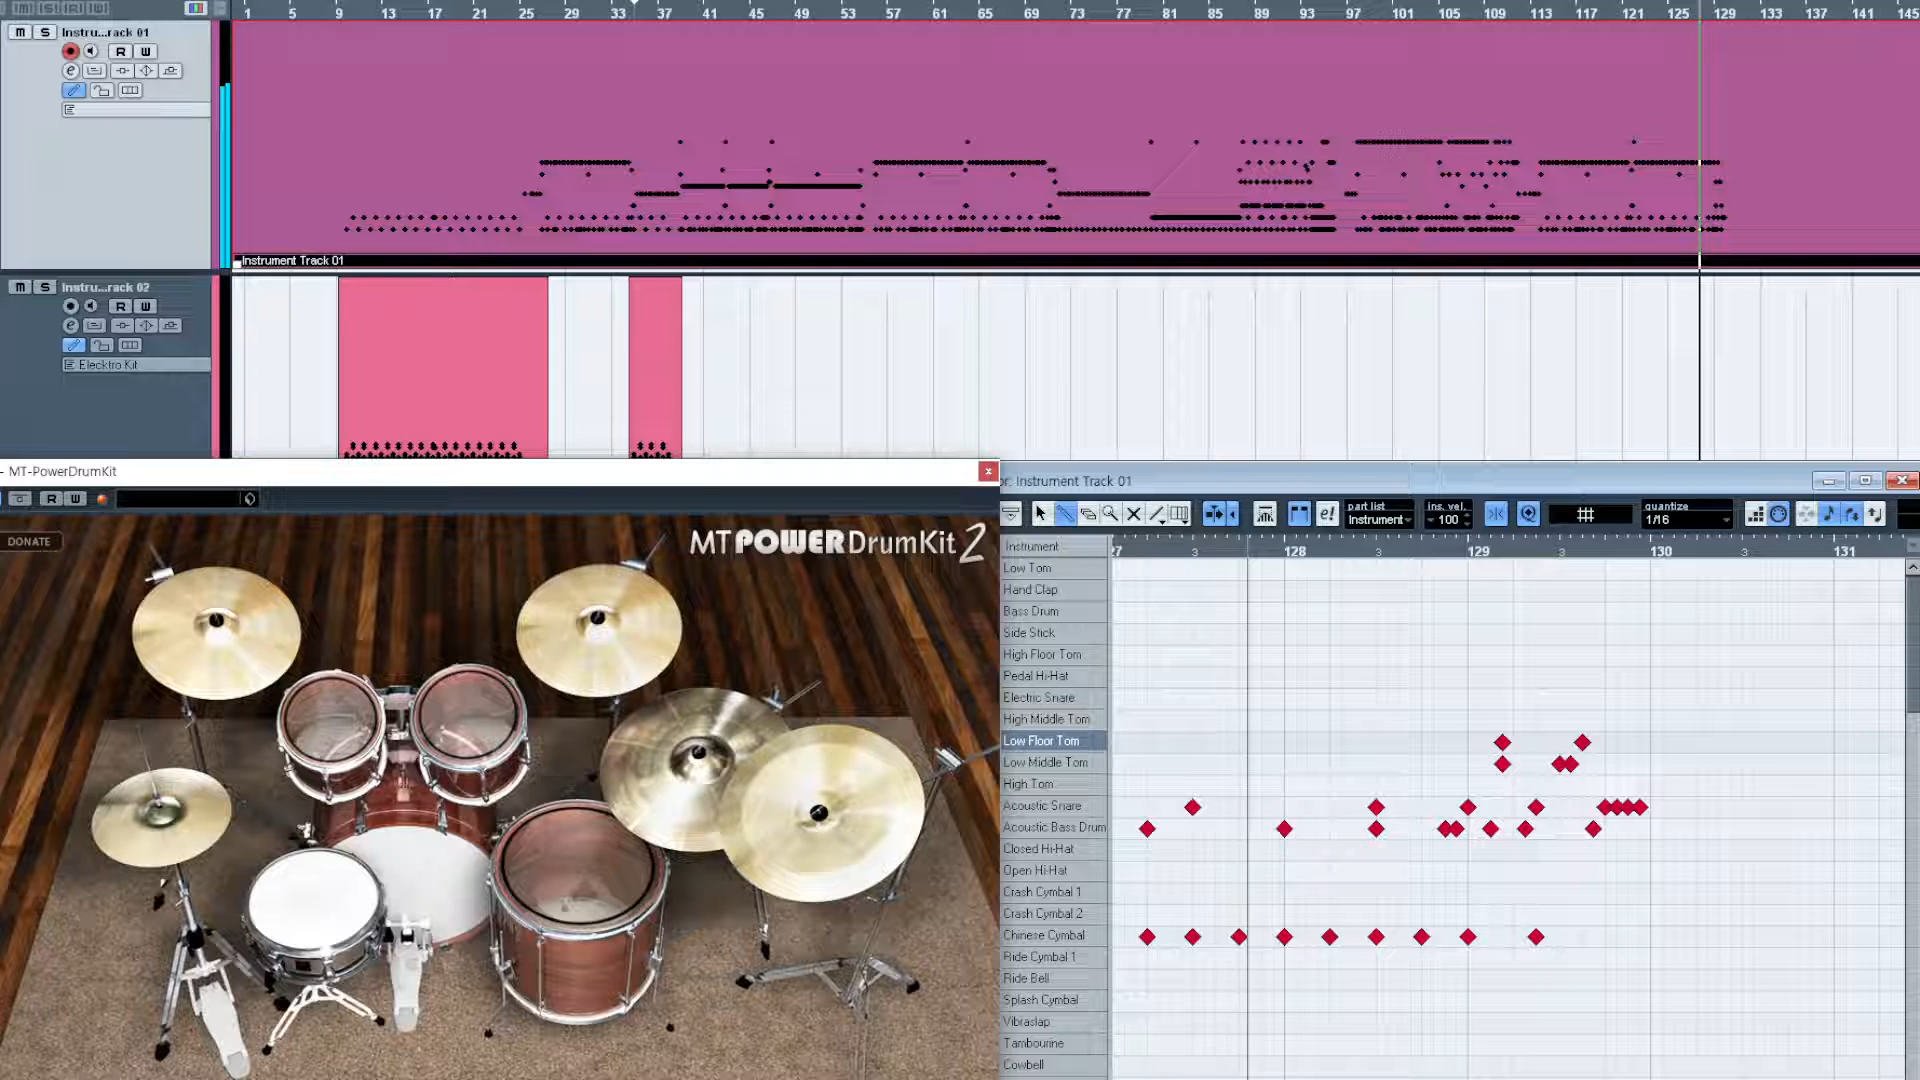 1 5 9 13 17 21 25 29 33 37 41 45 49 53 57 61 65 69 73 77 81 85 89 93 97 101 105 109 113 117 121 125 129 133 137 141 145
M S Instru...rack 01
R W
e
Instrument Track 01
M S Instru...rack 02
R W
e
Elecktro Kit
- MT-PowerDrumKit
R W
DONATE
MT POWER DrumKit 2
r: Instrument Track 01
e!
part list
Instrument
ins. vel.
100
quantize
1/16
Instrument
27 3 128 3 129 3 130 3 131
Low Tom
Hand Clap
Bass Drum
Side Stick
High Floor Tom
Pedal Hi-Hat
Electric Snare
High Middle Tom
Low Floor Tom
Low Middle Tom
High Tom
Acoustic Snare
Acoustic Bass Drum
Closed Hi-Hat
Open Hi-Hat
Crash Cymbal 1
Crash Cymbal 2
Chinese Cymbal
Ride Cymbal 1
Ride Bell
Splash Cymbal
Vibraslap
Tambourine
Cowbell